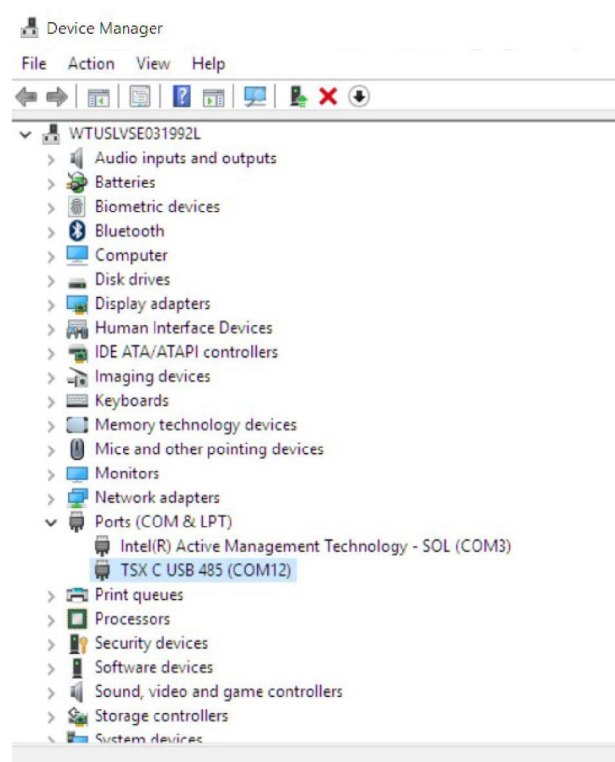 Device Manager
File Action View Help
WTUSLVSE031992L
Audio inputs and outputs
Batteries
Biometric devices
Bluetooth
Computer
Disk drives
Display adapters
Human Interface Devices
IDE ATA/ATAPI controllers
Imaging devices
Keyboards
Memory technology devices
Mice and other pointing devices
Monitors
Network adapters
Ports (COM & LPT)
Intel(R) Active Management Technology - SOL (COM3)
TSX C USB 485 (COM12)
Print queues
Processors
Security devices
Software devices
Sound, video and game controllers
Storage controllers
System devices